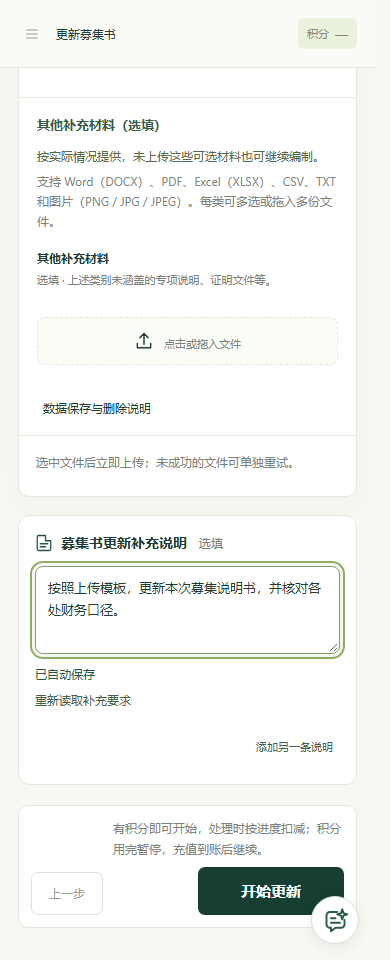 更新募集书
积分 —
其他补充材料（选填）
按实际情况提供，未上传这些可选材料也可继续编制。
支持 Word（DOCX）、PDF、Excel（XLSX）、CSV、TXT
和图片（PNG / JPG / JPEG）。每类可多选或拖入多份文
件。
其他补充材料
选填 · 上述类别未涵盖的专项说明、证明文件等。
点击或拖入文件
数据保存与删除说明
选中文件后立即上传；未成功的文件可单独重试。
募集书更新补充说明 选填
按照上传模板，更新本次募集说明书，并核对各
处财务口径。
已自动保存
重新读取补充要求
添加另一条说明
有积分即可开始，处理时按进度扣减；积分
用完暂停，充值到账后继续。
上一步
开始更新